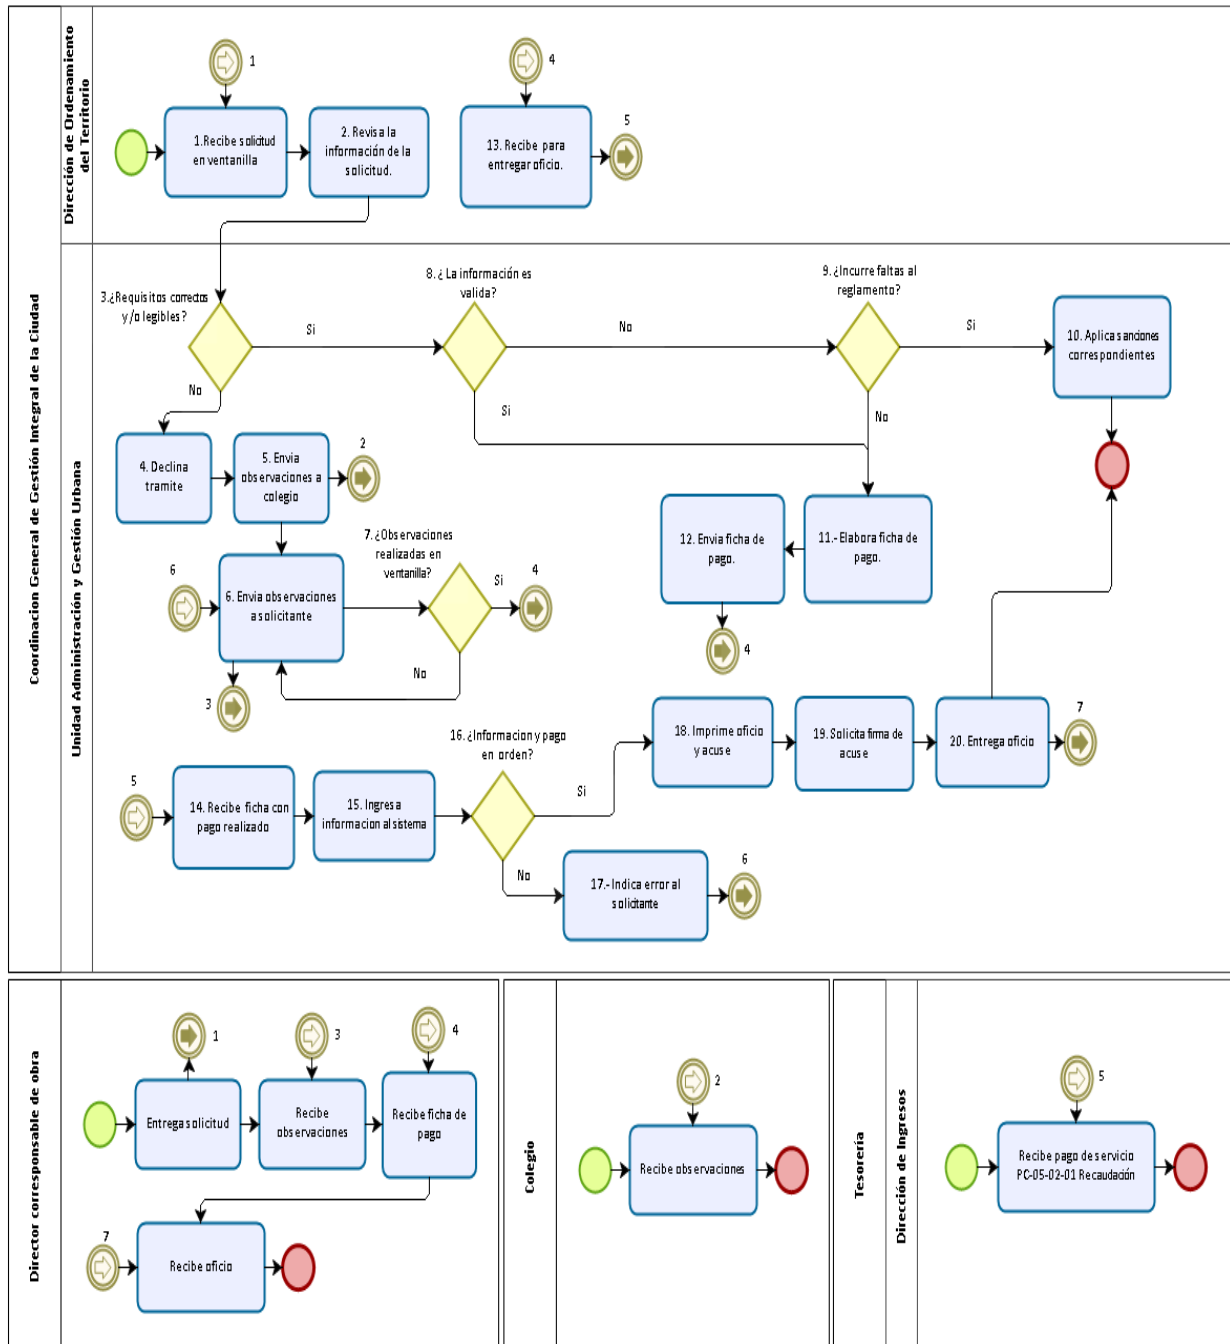 Coordinacion General de Gestión Integral de la Ciudad
Dirección de Ordenamiento
del Territorio
1
1.Recibe solicitud
en ventanilla
2. Revisa la
información de la
solicitud.
4
13. Recibe para
entregar oficio.
5
Unidad Administración y Gestión Urbana
3.¿Requisitos correctos
y /o legibles?
Si
No
8. ¿ La información es
valida?
No
Si
9. ¿Incurre faltas al
reglamento?
Si
No
10. Aplica sanciones
correspondientes
4. Declina
tramite
5. Envia
observaciones a
colegio
2
6
6. Envia observaciones
a solicitante
3
7. ¿Observaciones
realizadas en
ventanilla?
Si
4
No
12. Envia ficha de
pago.
11.- Elabora ficha de
pago.
4
5
14. Recibe ficha con
pago realizado
15. Ingresa
informacion al sistema
16. ¿Informacion y pago
en orden?
Si
No
18. Imprime oficio
y acuse
19. Solicita firma de
acuse
20. Entrega oficio
7
17.- Indica error al
solicitante
6
Director corresponsable de obra
1
3
4
Entrega solicitud
Recibe
observaciones
Recibe ficha de
pago
7
Recibe oficio
Colegio
2
Recibe observaciones
Tesorería
Dirección de Ingresos
5
Recibe pago de servicio
PC-05-02-01 Recaudación